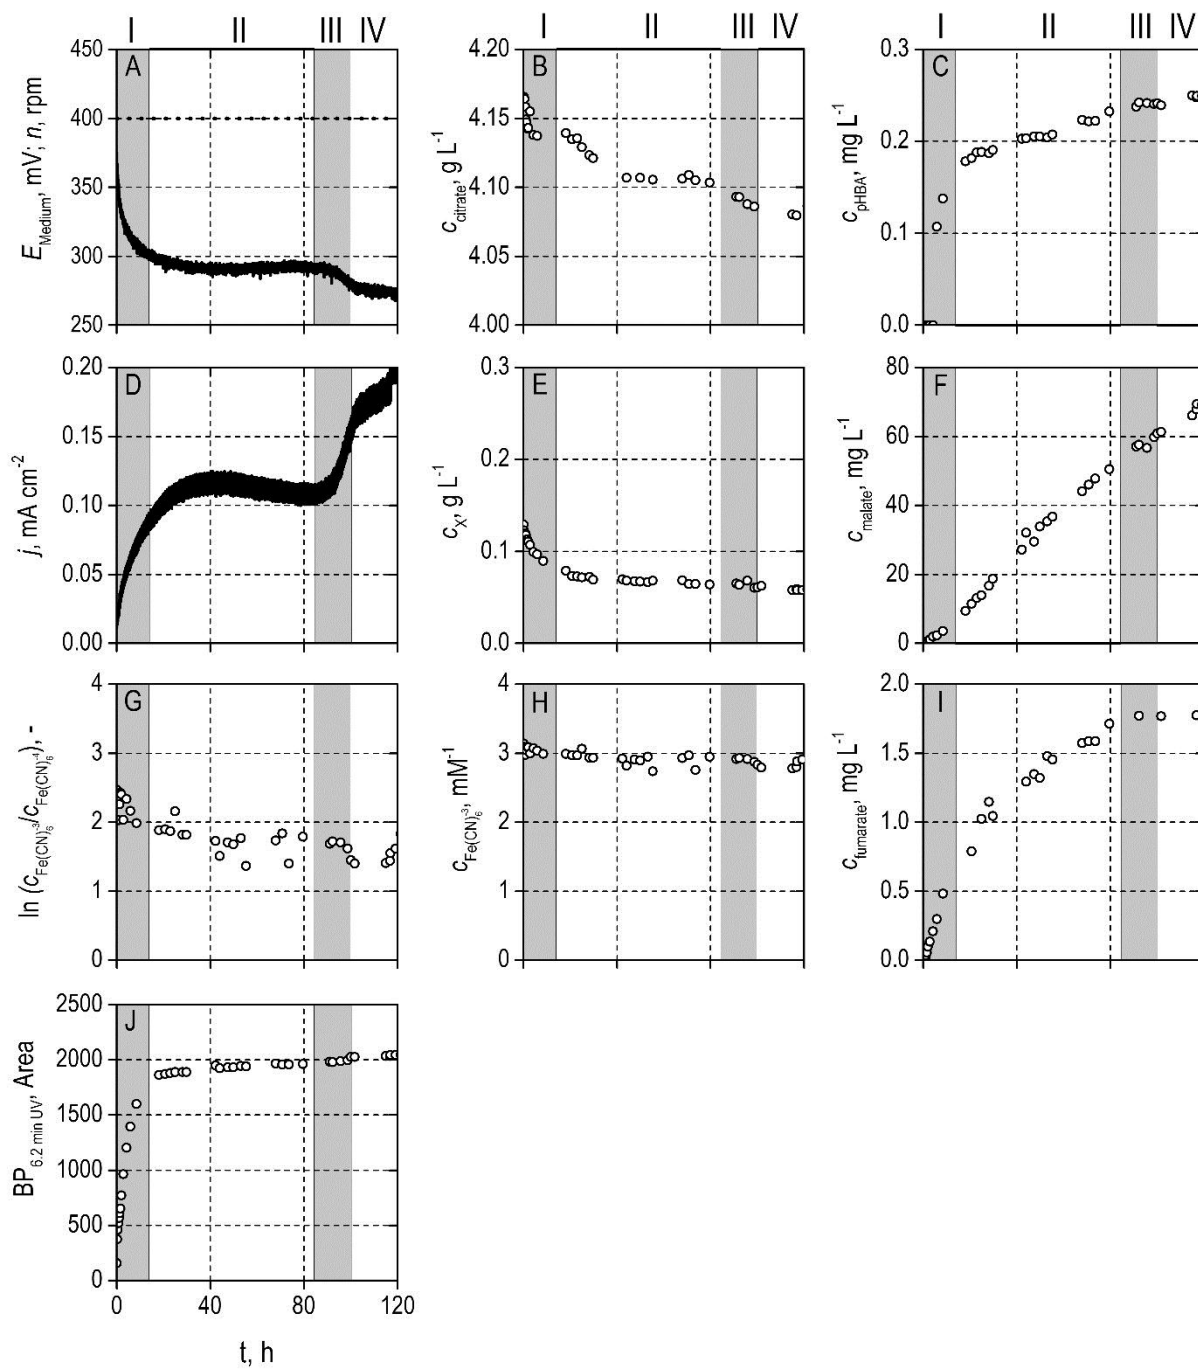 I II III IV
I II III IV
I II III IV
A
450
400
350
300
250
E_Medium, mV; n, rpm
B
4.20
4.15
4.10
4.05
4.00
c_citrate, g L⁻¹
C
0.3
0.2
0.1
0.0
c_pHBA, mg L⁻¹
D
0.20
0.15
0.10
0.05
0.00
j, mA cm⁻²
E
0.3
0.2
0.1
0.0
c_X, g L⁻¹
F
80
60
40
20
0
c_malate, mg L⁻¹
G
4
3
2
1
0
ln (c_Fe(CN)₆⁻³/c_Fe(CN)₆⁻⁴), -
H
4
3
2
1
0
c_Fe(CN)₆⁻³, mM⁻¹
I
2.0
1.5
1.0
0.5
0.0
c_fumarate, mg L⁻¹
J
2500
2000
1500
1000
500
0
BP_6.2 min UV, Area
0 40 80 120
t, h